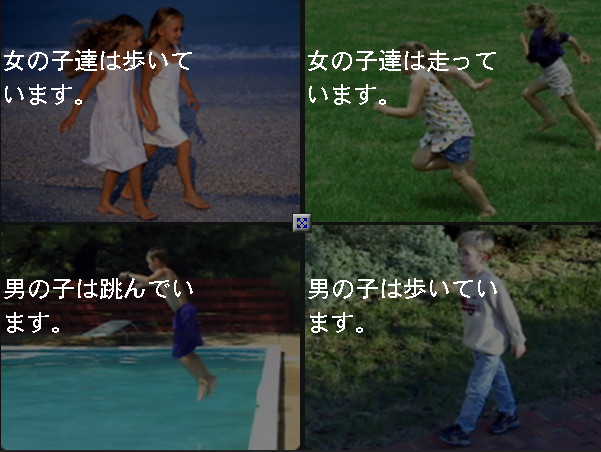 女の子達は歩いて
います。
女の子達は走って
います。
男の子は跳んでい
ます。
男の子は歩いてい
ます。